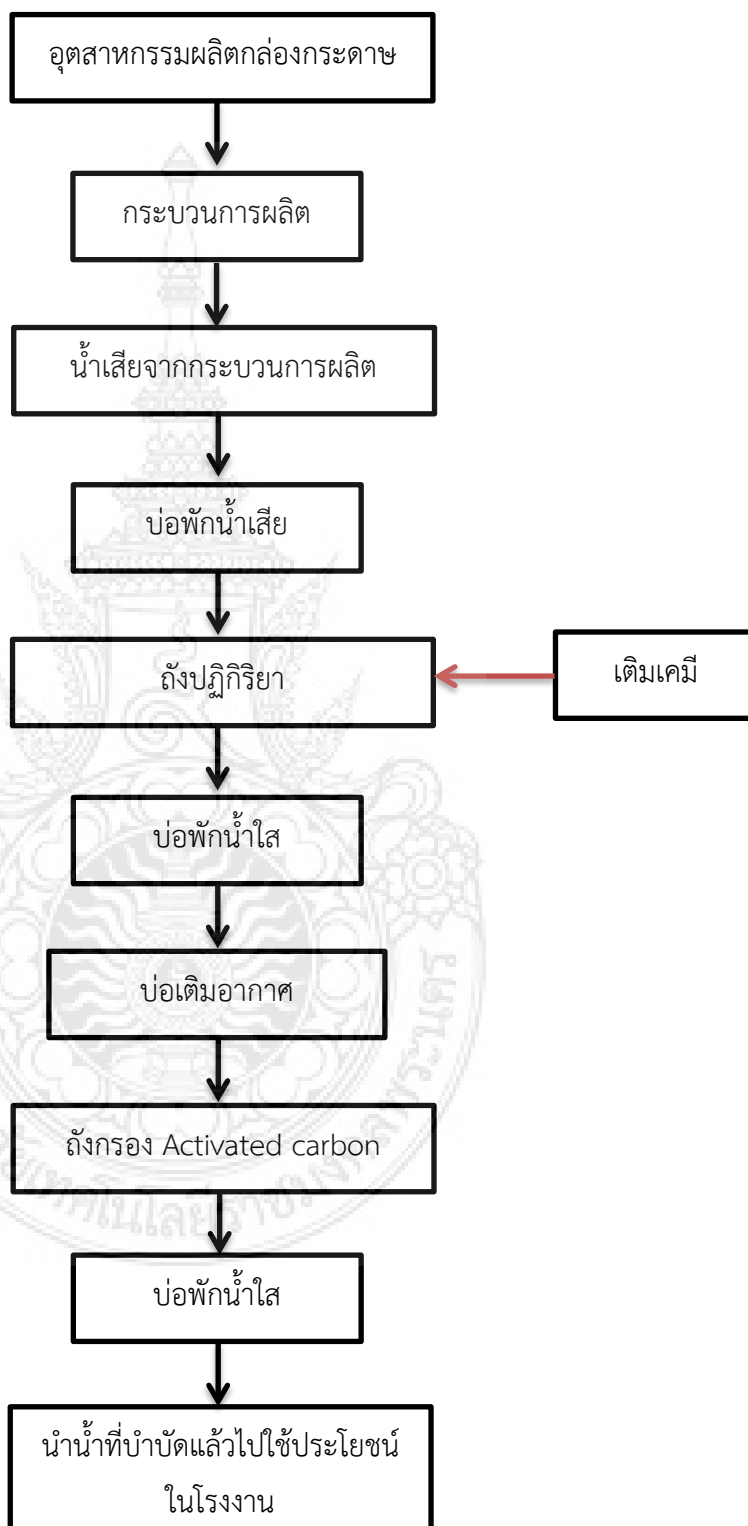 อุตสาหกรรมผลิตกล่องกระดาษ
กระบวนการผลิต
น้ำเสียจากกระบวนการผลิต
บ่อพักน้ำเสีย
ถังปฏิกิริยา
เติมเคมี
บ่อพักน้ำใส
บ่อเติมอากาศ
ถังกรอง Activated carbon
บ่อพักน้ำใส
นำน้ำที่บำบัดแล้วไปใช้ประโยชน์
ในโรงงาน